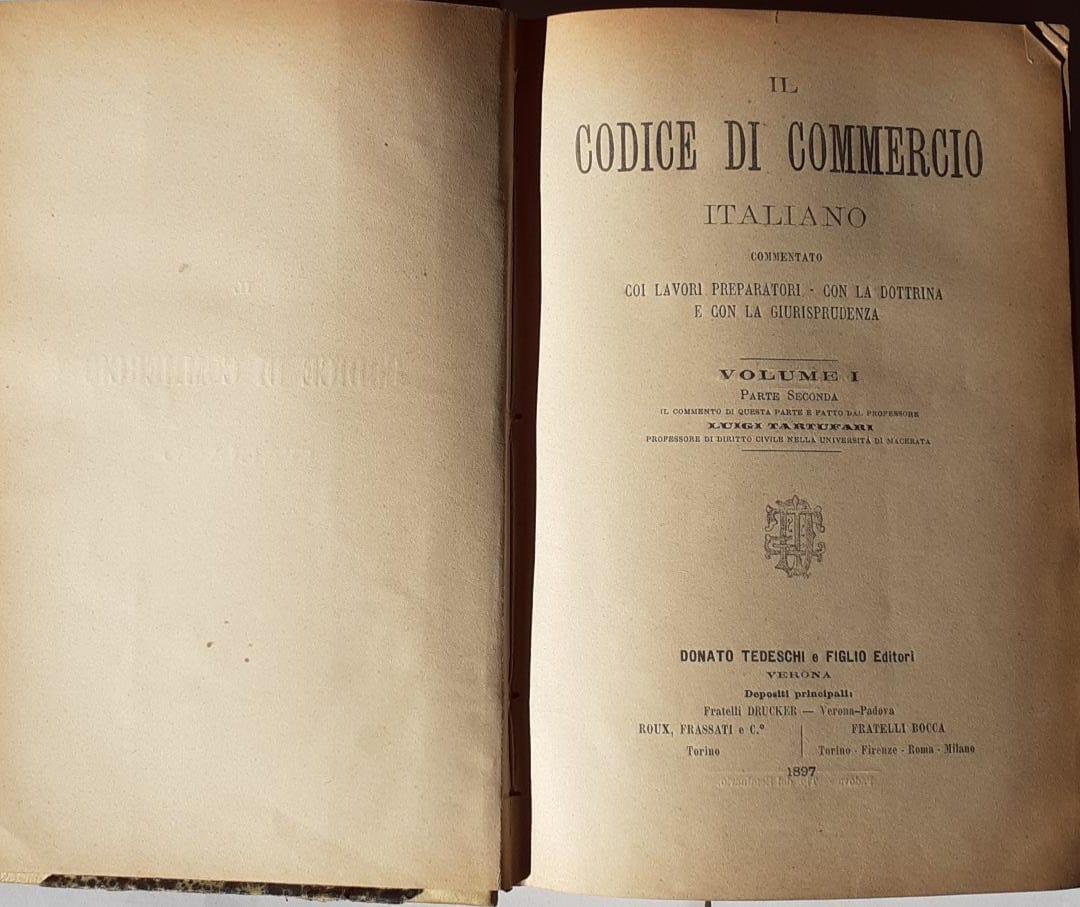 IL
CODICE DI COMMERCIO
ITALIANO
COMMENTATO
COI LAVORI PREPARATORI - CON LA DOTTRINA
E CON LA GIURISPRUDENZA
VOLUME I
PARTE SECONDA
IL COMMENTO DI QUESTA PARTE È FATTO DAL PROFESSORE
LUIGI TARTUFARI
PROFESSORE DI DIRITTO CIVILE NELLA UNIVERSITÀ DI MACERATA
DONATO TEDESCHI e FIGLIO Editori
VERONA
Depositi principali:
Fratelli DRUCKER — Verona-Padova
ROUX, FRASSATI e C.º
Torino
FRATELLI BOCCA
Torino - Firenze - Roma - Milano
1897